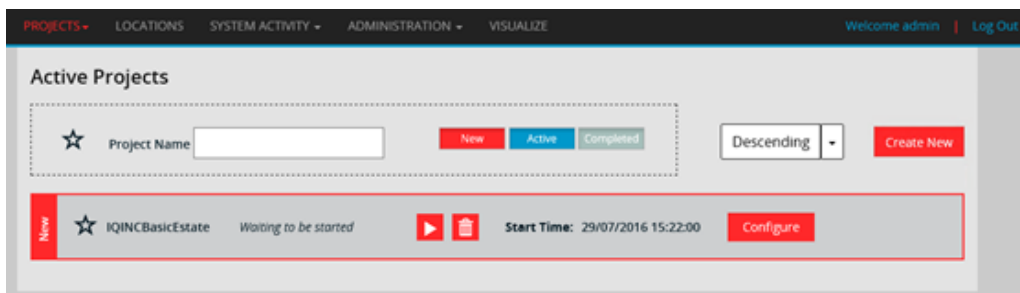 PROJECTS LOCATIONS SYSTEM ACTIVITY ADMINISTRATION VISUALIZE Welcome admin | Log Out
Active Projects
Project Name New Active Completed Descending Create New
New IQINCBasicEstate Waiting to be started Start Time: 29/07/2016 15:22:00 Configure